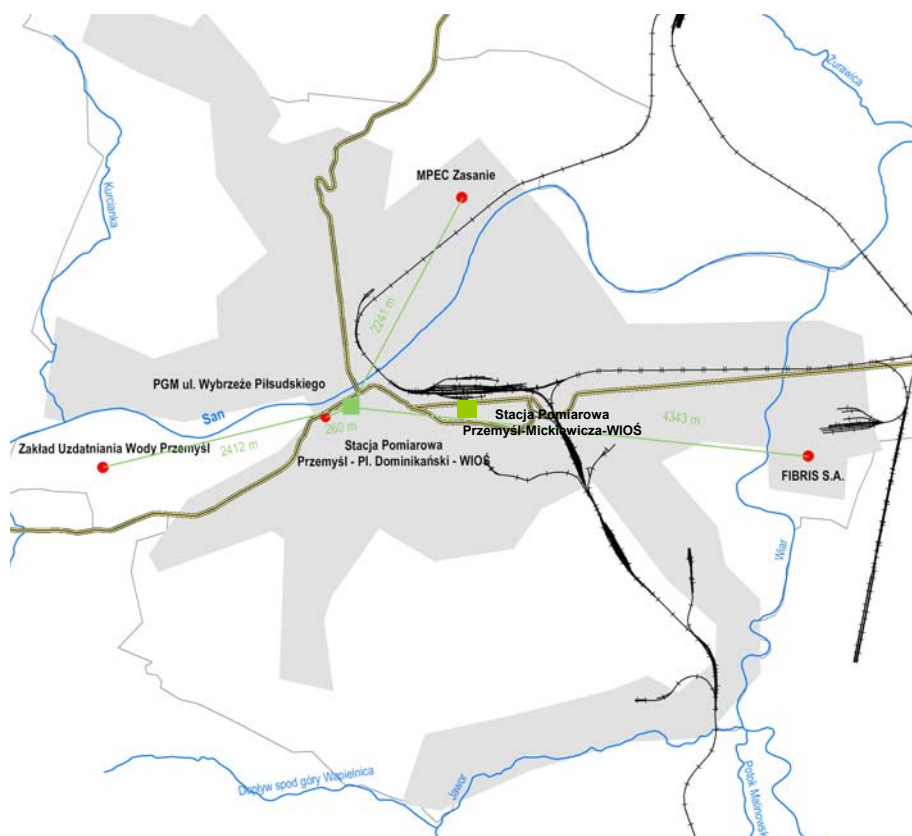 Żurawica
Kurcianka
MPEC Zasanie
2241 m
PGM ul. Wybrzeże Piłsudskiego
San
260 m
Stacja Pomiarowa
Przemyśl-Mickiewicza-WIOŚ
4343 m
Zakład Uzdatniania Wody Przemyśl
2412 m
Stacja Pomiarowa
Przemyśl - Pl. Dominikański - WIOŚ
FIBRIS S.A.
Wiar
Dopływ spod góry Wapielnica
Jawor
Potok Malinowski